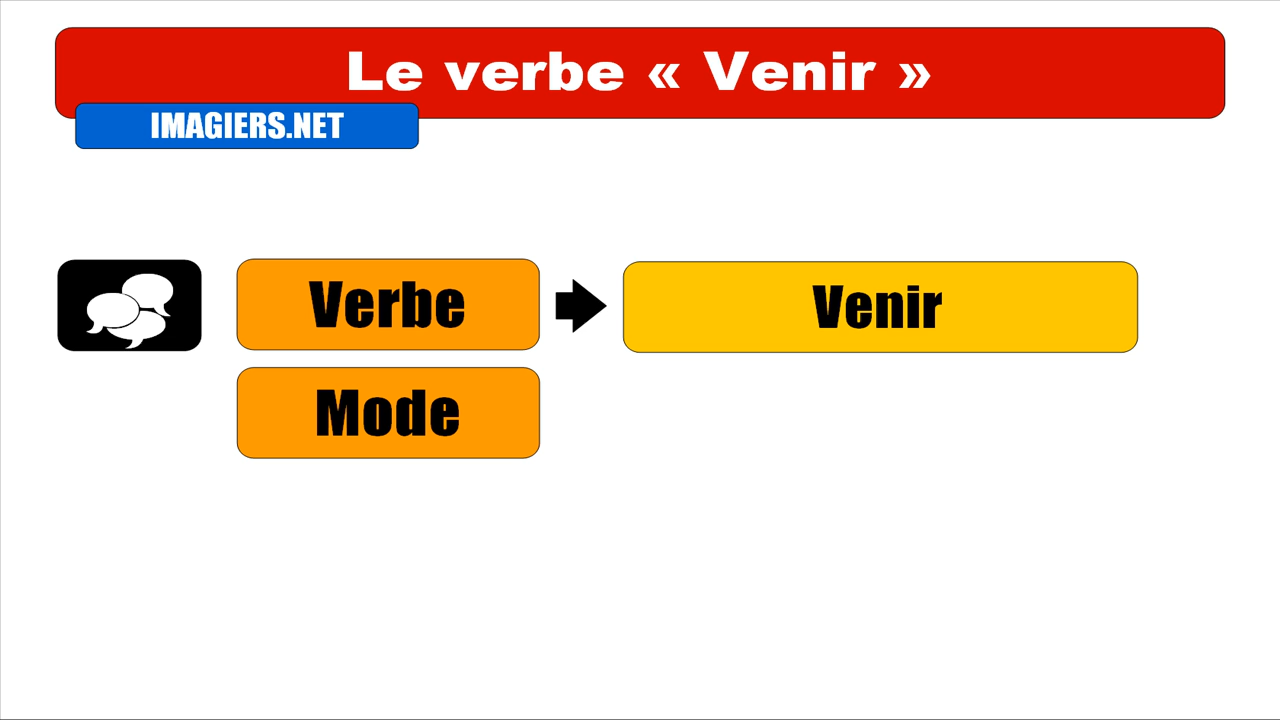 Le verbe « Venir »
IMAGIERS.NET
Verbe
Venir
Mode